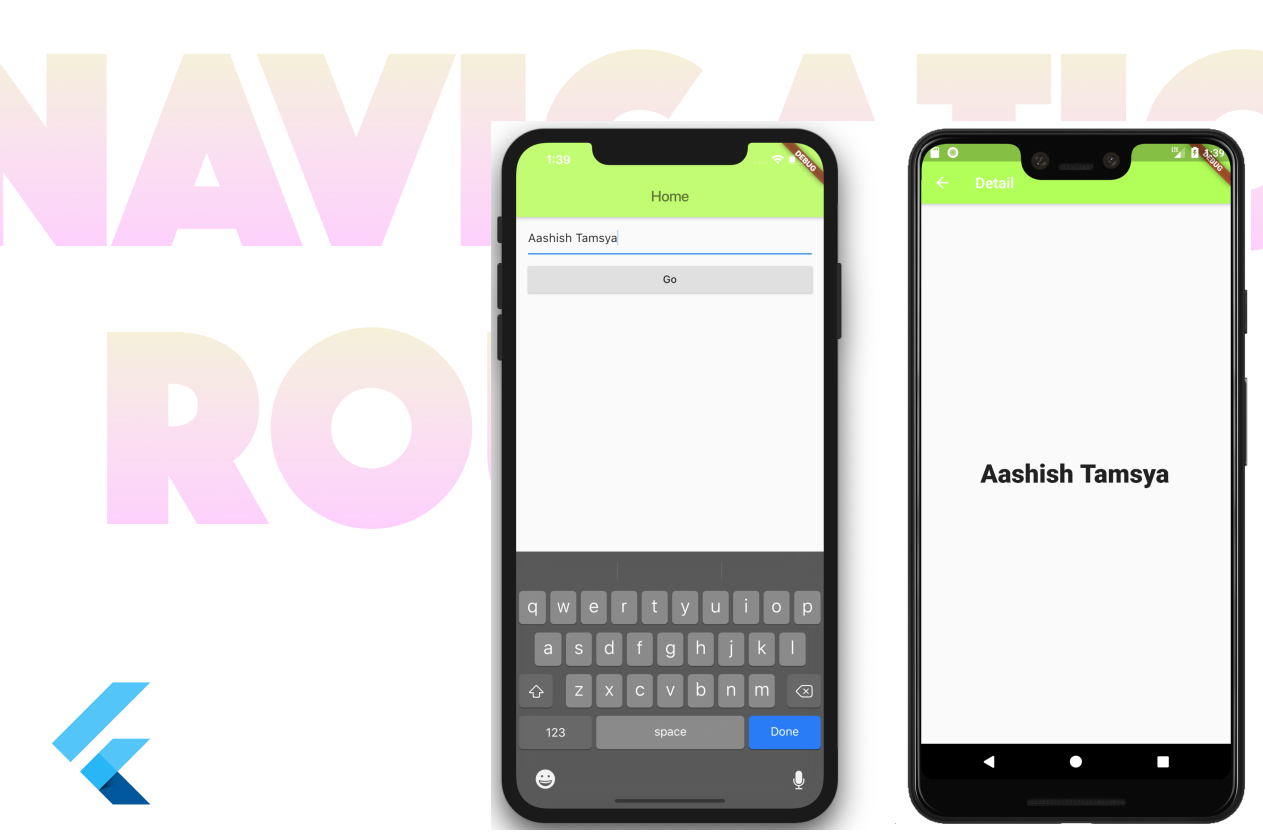 NAVIGATIO
ROU
1:39
DEBUG
Home
Aashish Tamsya
Go
q w e r t y u i o p
a s d f g h j k l
z x c v b n m
123 space Done
1:39
DEBUG
Detail
Aashish Tamsya